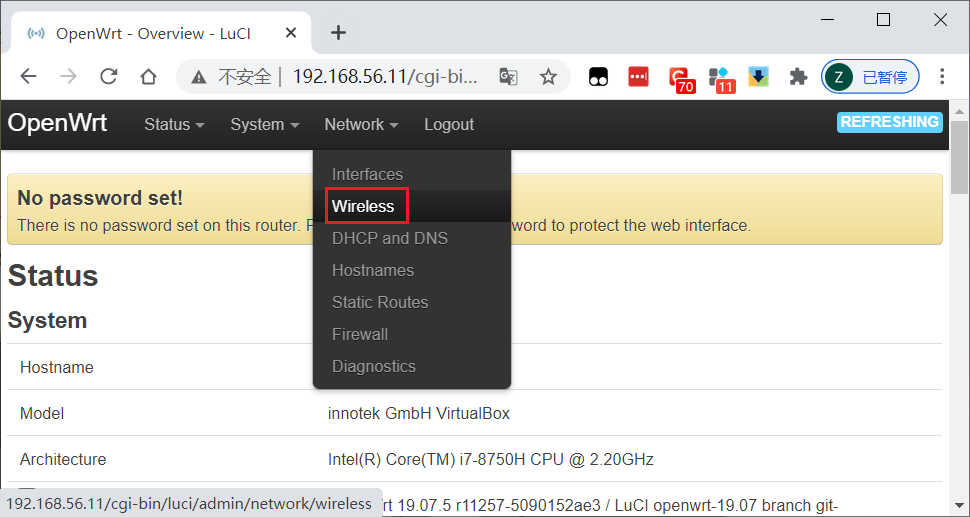 OpenWrt - Overview - LuCI
不安全 | 192.168.56.11/cgi-bi...
70
11
Z 已暂停
OpenWrt Status System Network Logout REFRESHING
Interfaces
Wireless
DHCP and DNS
Hostnames
Static Routes
Firewall
Diagnostics
No password set!
There is no password set on this router. word to protect the web interface.
Status
System
Hostname
Model innotek GmbH VirtualBox
Architecture Intel(R) Core(TM) i7-8750H CPU @ 2.20GHz
192.168.56.11/cgi-bin/luci/admin/network/wireless rt 19.07.5 r11257-5090152ae3 / LuCI openwrt-19.07 branch git-